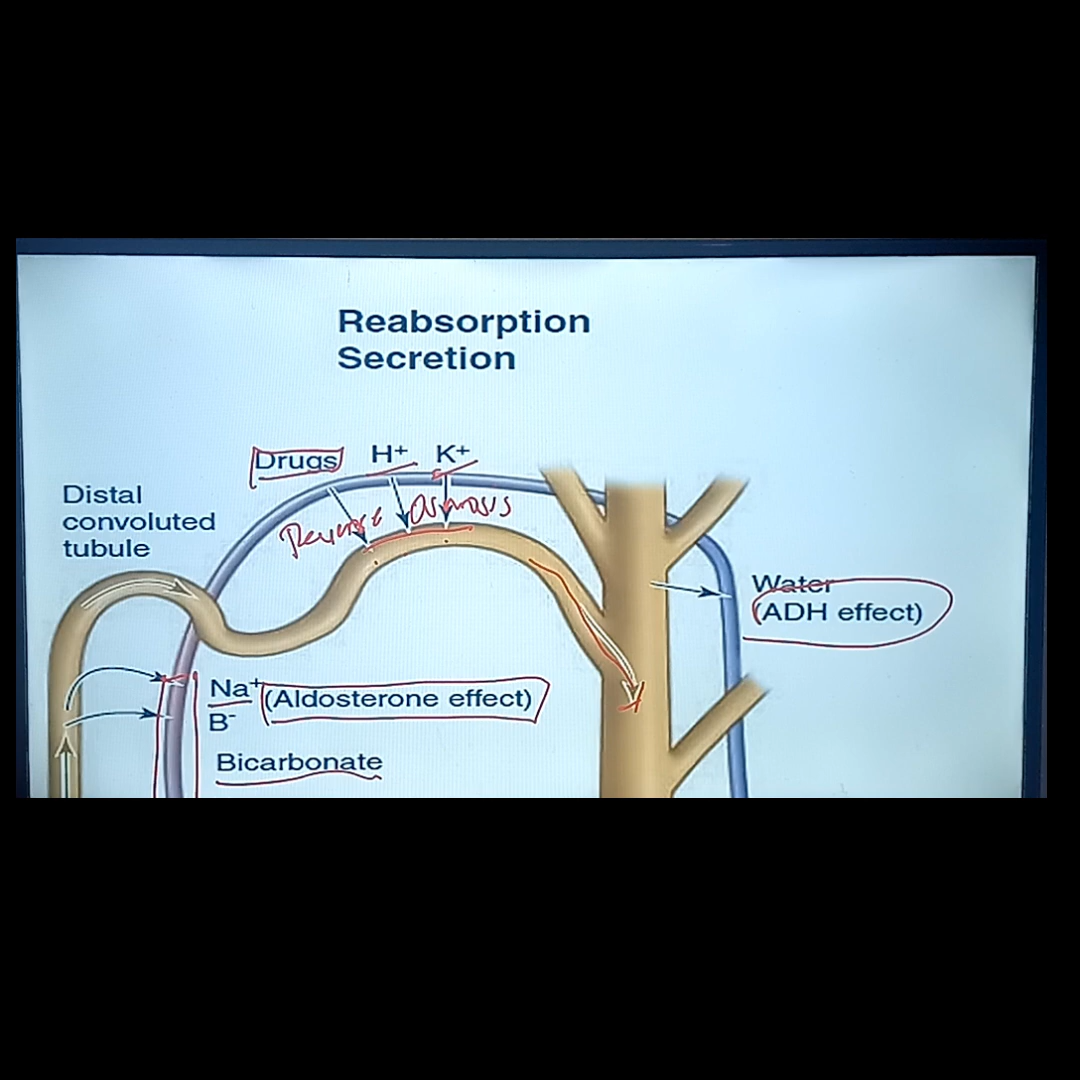 Reabsorption
Secretion
Drugs H+ K+
Distal
convoluted
tubule
Reverse Osmosis
Water
(ADH effect)
Na+ (Aldosterone effect)
B-
Bicarbonate